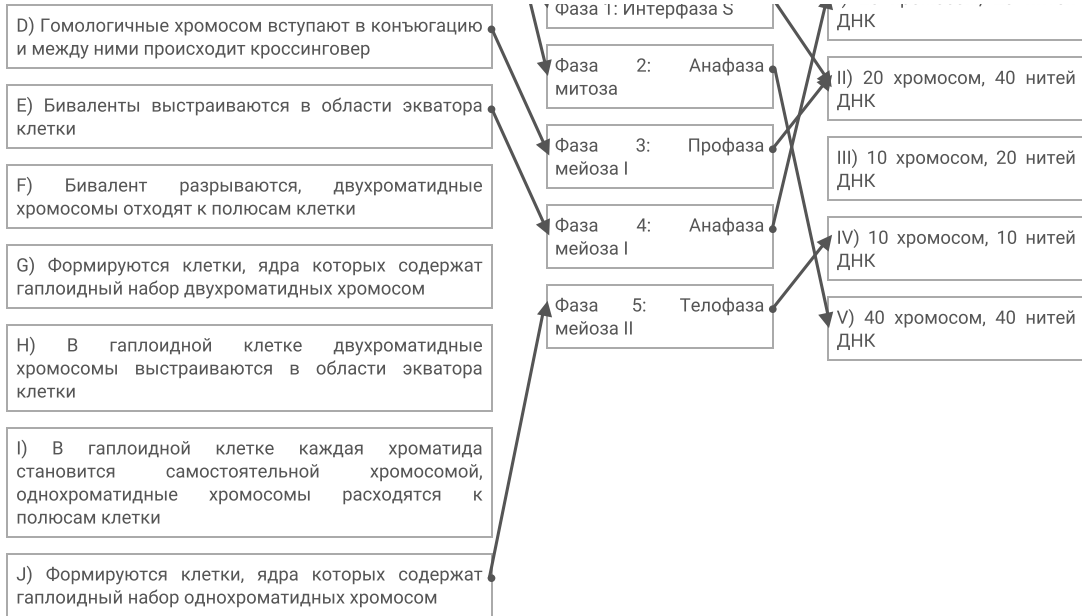 D) Гомологичные хромосом вступают в конъюгацию
и между ними происходит кроссинговер
E) Биваленты выстраиваются в области экватора
клетки
F) Бивалент разрываются, двухроматидные
хромосомы отходят к полюсам клетки
G) Формируются клетки, ядра которых содержат
гаплоидный набор двухроматидных хромосом
H) В гаплоидной клетке двухроматидные
хромосомы выстраиваются в области экватора
клетки
I) В гаплоидной клетке каждая хроматида
становится самостоятельной хромосомой,
однохроматидные хромосомы расходятся к
полюсам клетки
J) Формируются клетки, ядра которых содержат
гаплоидный набор однохроматидных хромосом
Фаза 1: Интерфаза S
Фаза 2: Анафаза
митоза
Фаза 3: Профаза
мейоза I
Фаза 4: Анафаза
мейоза I
Фаза 5: Телофаза
мейоза II
ДНК
II) 20 хромосом, 40 нитей
ДНК
III) 10 хромосом, 20 нитей
ДНК
IV) 10 хромосом, 10 нитей
ДНК
V) 40 хромосом, 40 нитей
ДНК